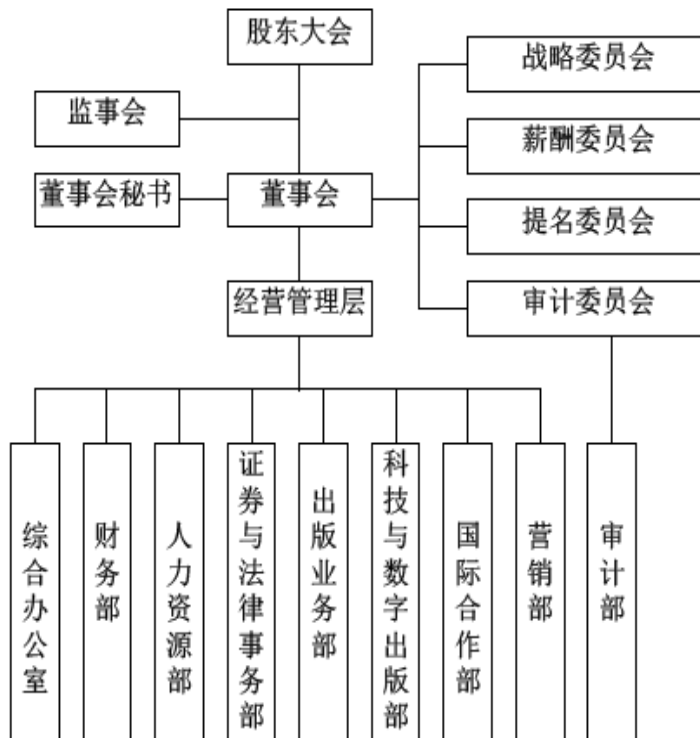 股东大会
战略委员会
监事会
薪酬委员会
董事会秘书
董事会
提名委员会
经营管理层
审计委员会
综合办公室
财务部
人力资源部
证券与法律事务部
出版业务部
科技与数字出版部
国际合作部
营销部
审计部